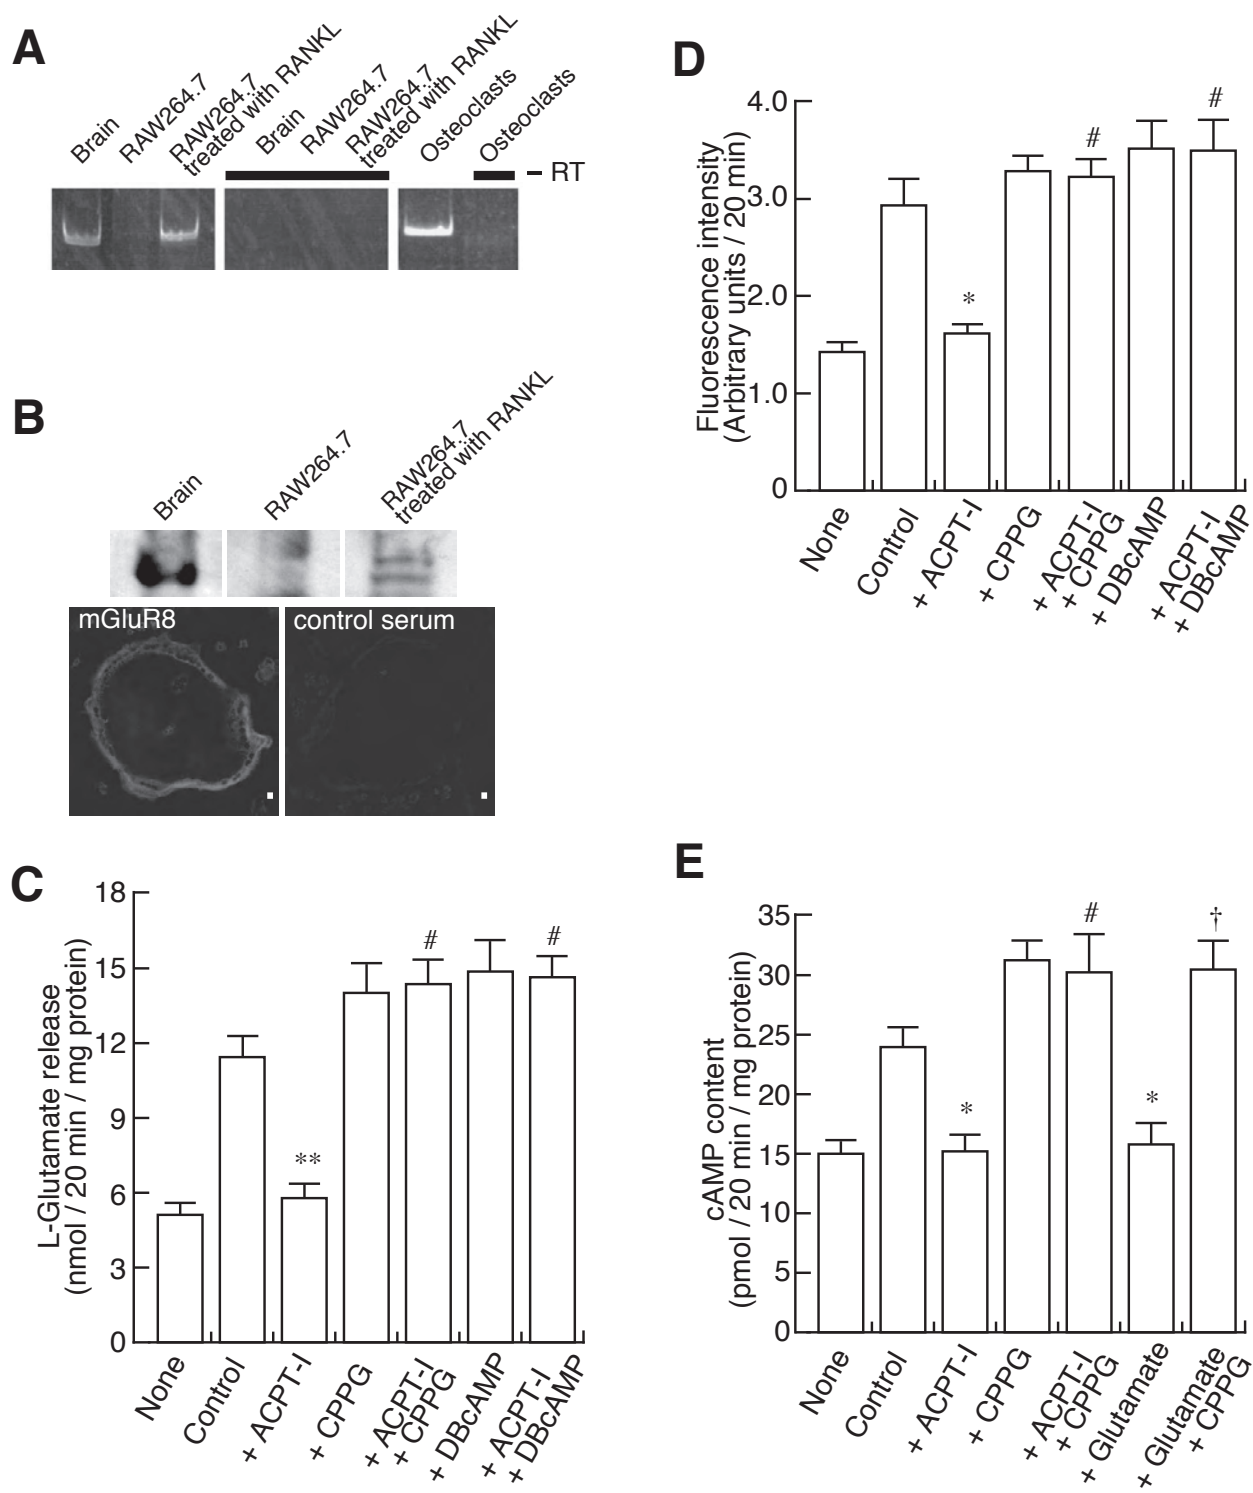 A
Brain
RAW264.7
RAW264.7
treated with RANKL
Brain
RAW264.7
RAW264.7
treated with RANKL
Osteoclasts
Osteoclasts
– RT
B
Brain
RAW264.7
RAW264.7
treated with RANKL
mGluR8
control serum
C
L-Glutamate release
(nmol / 20 min / mg protein)
18
15
12
9
6
3
0
**
#
#
None
Control
+ ACPT-I
+ CPPG
+ ACPT-I
+ CPPG
+ DBcAMP
+ ACPT-I
+ DBcAMP
D
Fluorescence intensity
(Arbitrary units / 20 min)
4.0
3.0
2.0
1.0
0
*
#
#
None
Control
+ ACPT-I
+ CPPG
+ ACPT-I
+ CPPG
+ DBcAMP
+ ACPT-I
+ DBcAMP
E
cAMP content
(pmol / 20 min / mg protein)
35
30
25
20
15
10
5
0
*
#
*
†
None
Control
+ ACPT-I
+ CPPG
+ ACPT-I
+ CPPG
+ Glutamate
+ Glutamate
+ CPPG